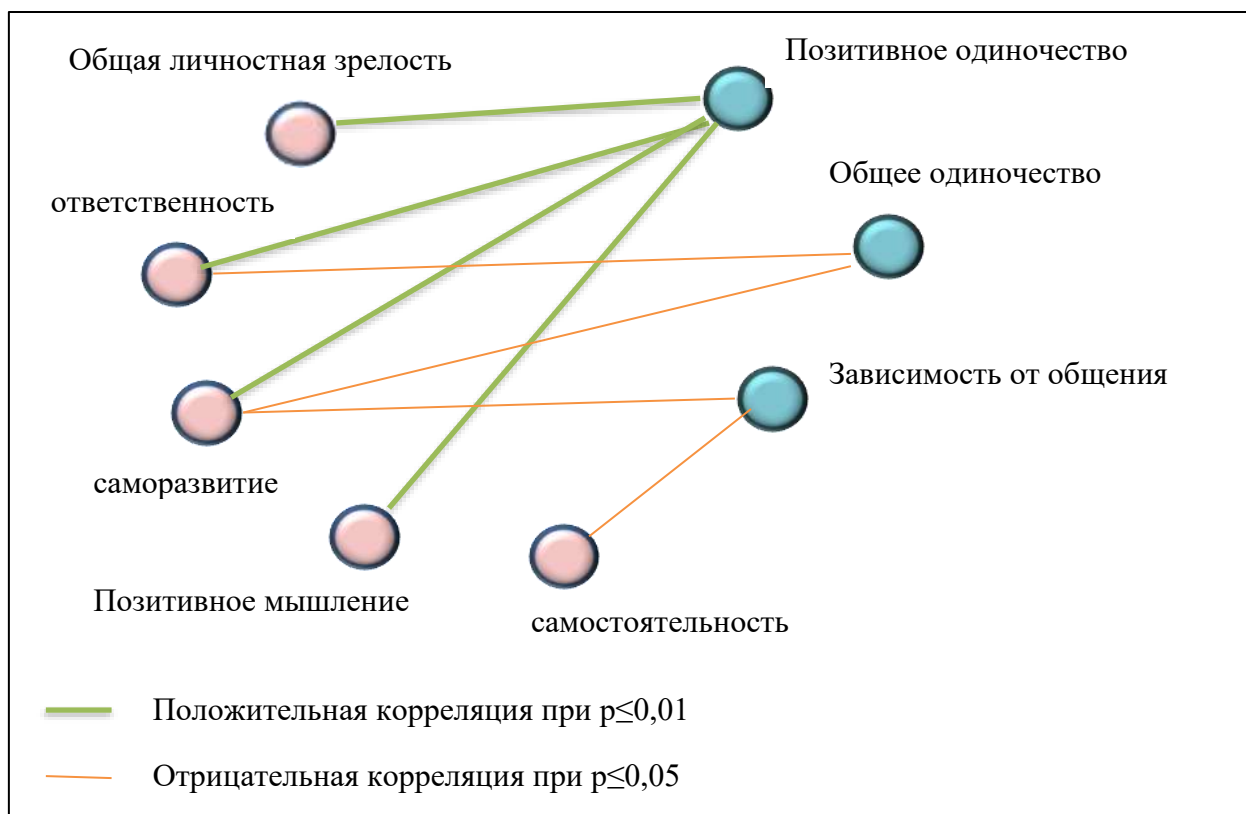 Позитивное одиночество
Общая личностная зрелость
Общее одиночество
ответственность
Зависимость от общения
саморазвитие
Позитивное мышление
самостоятельность
Положительная корреляция при p≤0,01
Отрицательная корреляция при p≤0,05